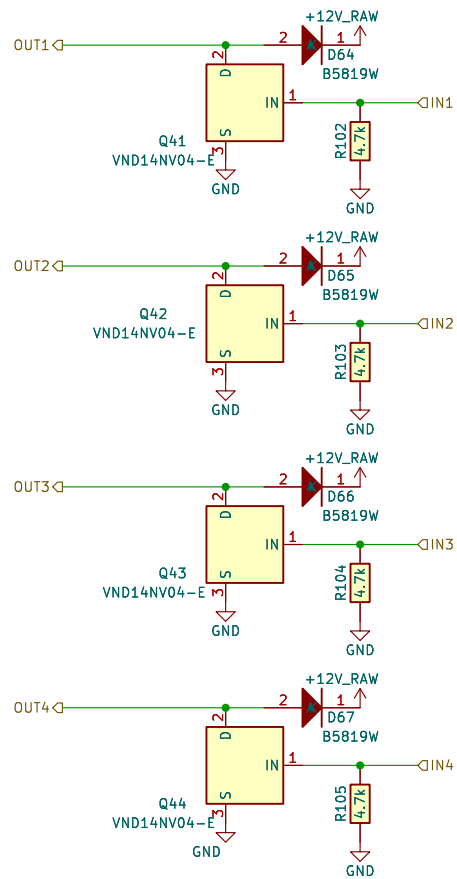 +12V_RAW
OUT1
2
1
D64
B5819W
2
D
IN
1
IN1
S
3
Q41
VND14NV04-E
GND
R102
4.7k
GND
+12V_RAW
OUT2
2
1
D65
B5819W
2
D
Q42
VND14NV04-E
IN
1
IN2
S
3
GND
R103
4.7k
GND
+12V_RAW
OUT3
2
1
D66
B5819W
2
D
IN
1
IN3
S
3
Q43
VND14NV04-E
GND
R104
4.7k
GND
+12V_RAW
OUT4
2
1
D67
B5819W
2
D
IN
1
IN4
S
3
Q44
VND14NV04-E
GND
R105
4.7k
GND